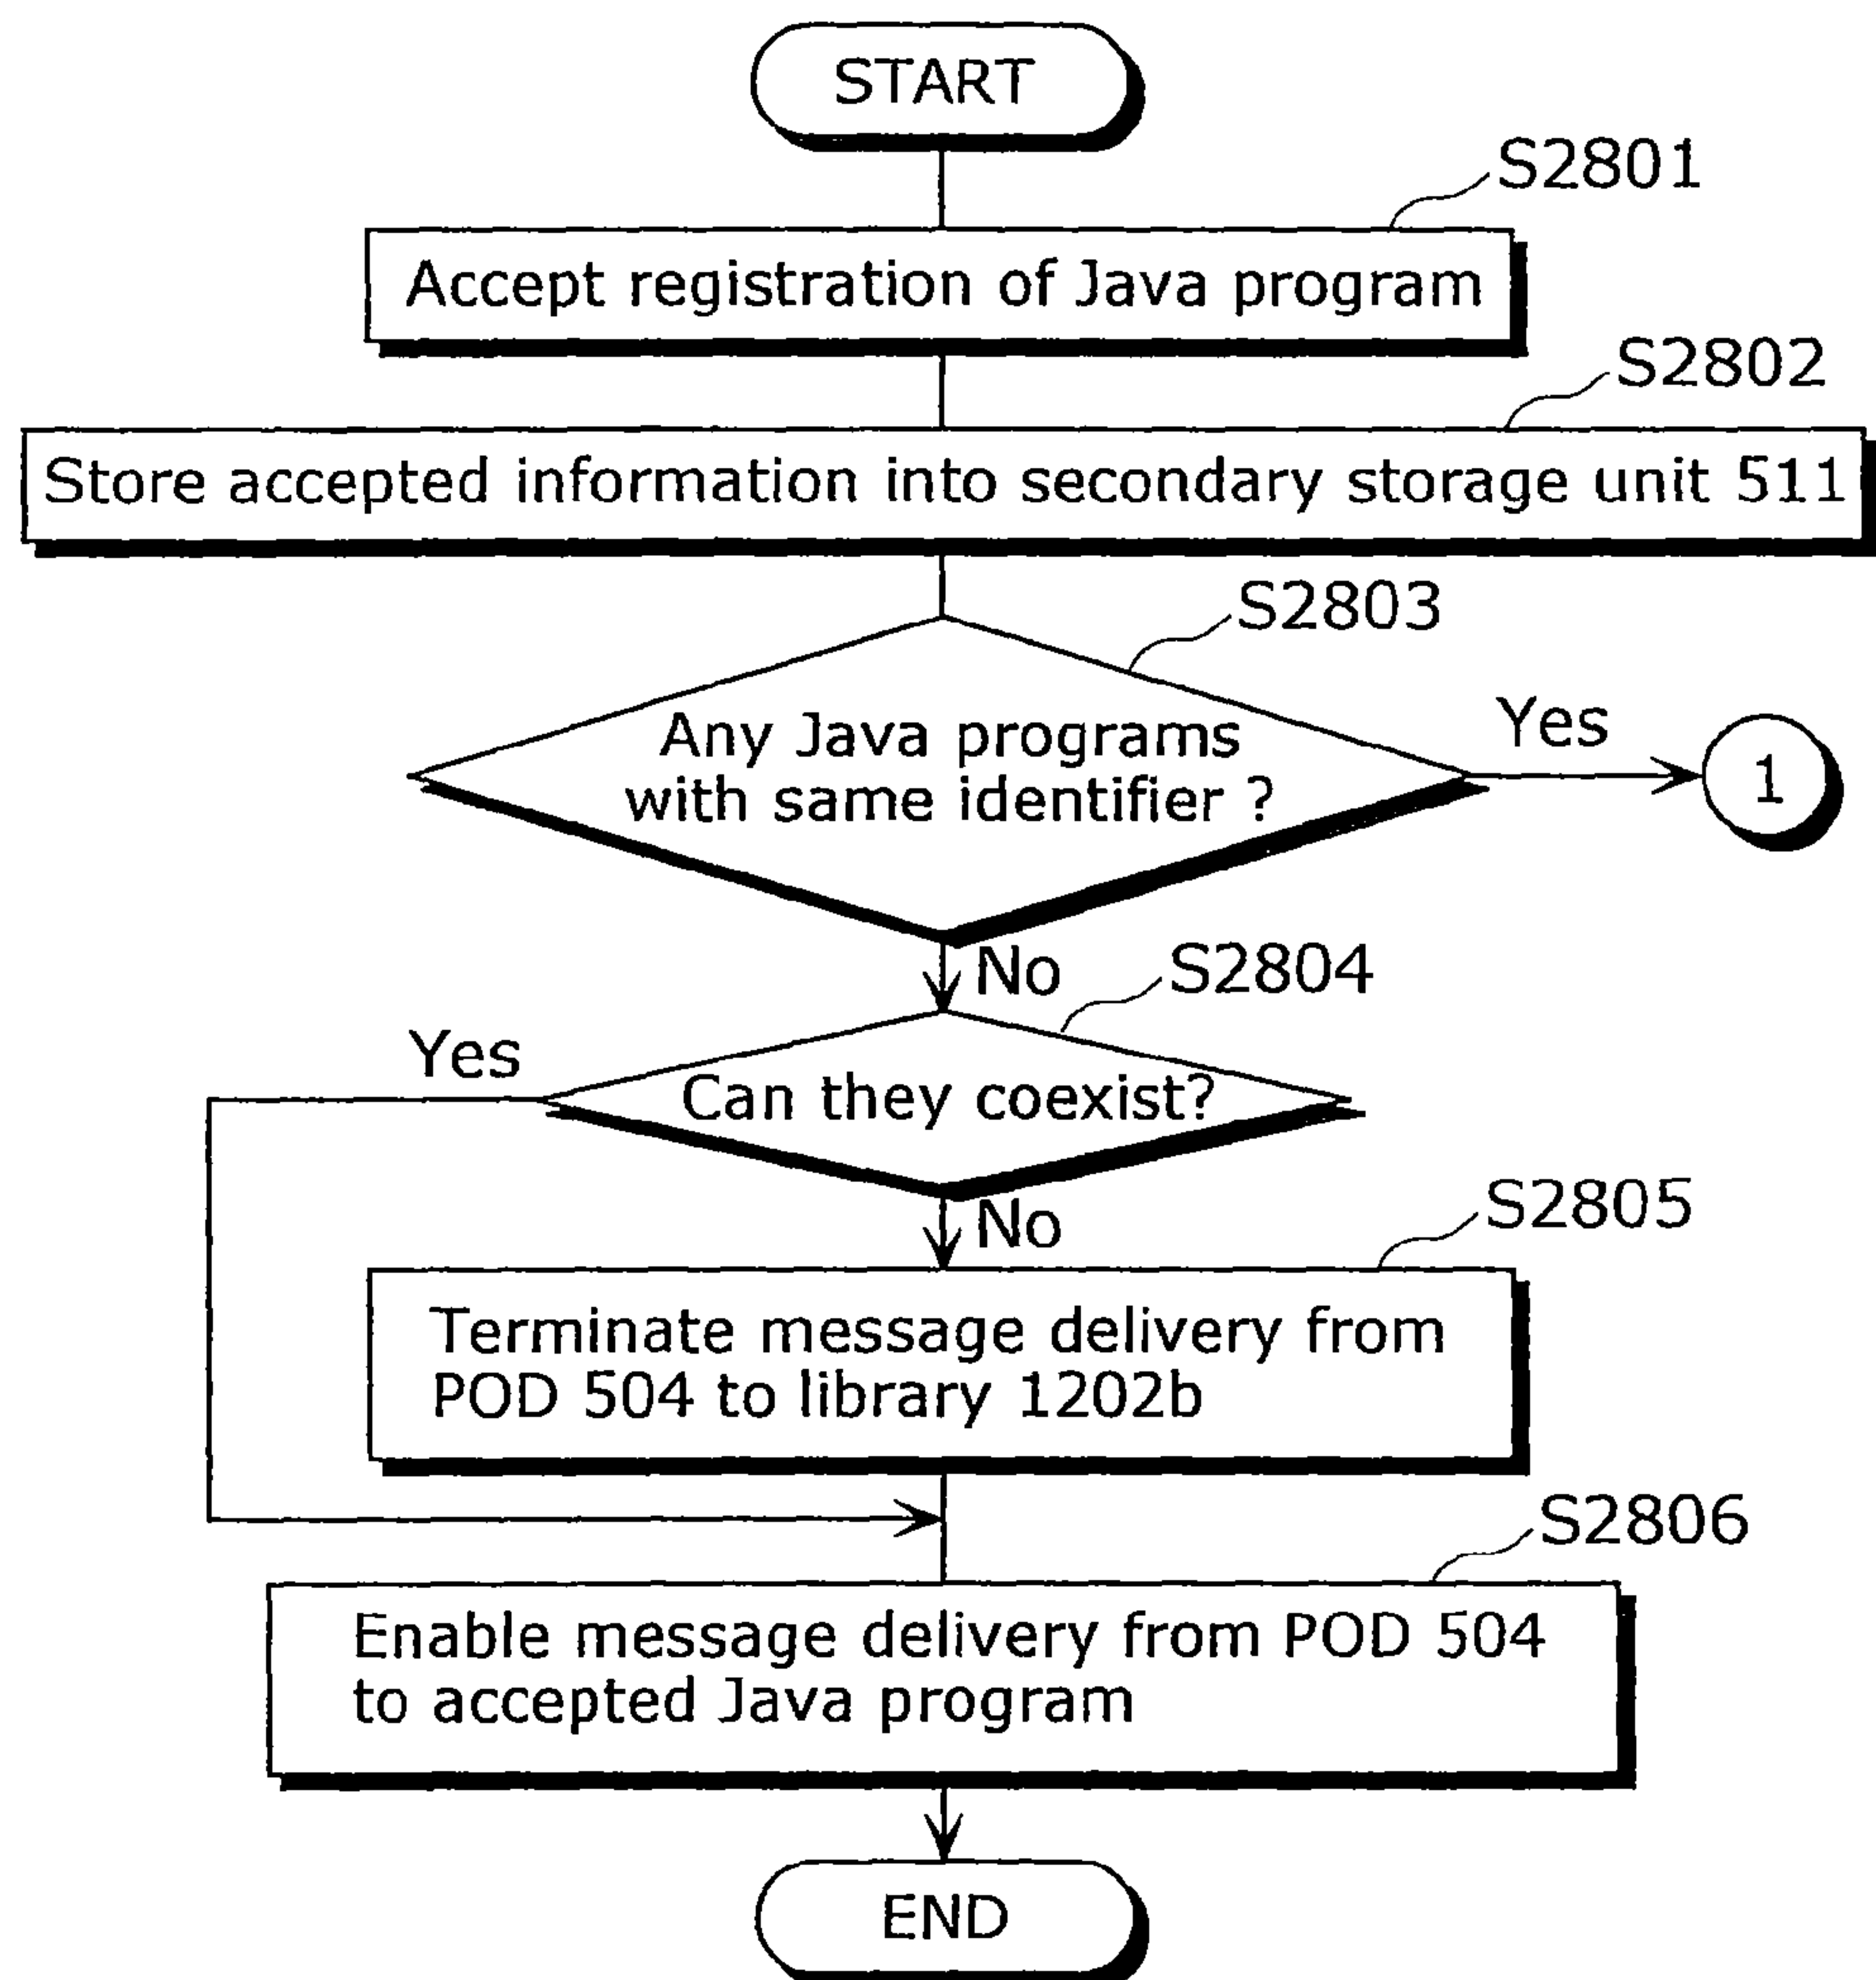 START
S2801
Accept registration of Java program
S2802
Store accepted information into secondary storage unit 511
S2803
Any Java programs
with same identifier ?
Yes
1
No
S2804
Yes
Can they coexist?
No
S2805
Terminate message delivery from
POD 504 to library 1202b
S2806
Enable message delivery from POD 504
to accepted Java program
END